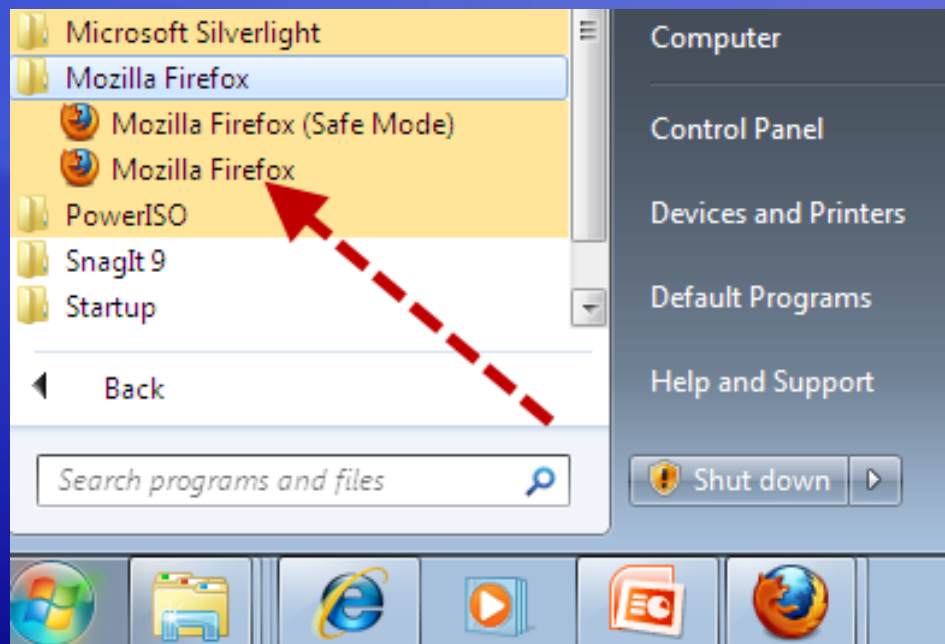 Microsoft Silverlight
Mozilla Firefox
Mozilla Firefox (Safe Mode)
Mozilla Firefox
PowerISO
SnagIt 9
Startup
Back
Search programs and files
Computer
Control Panel
Devices and Printers
Default Programs
Help and Support
Shut down